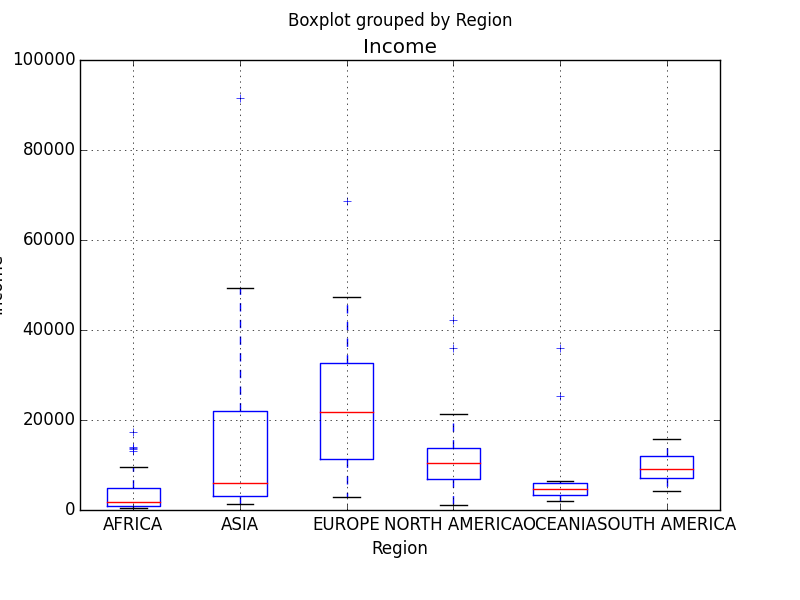 Boxplot grouped by Region
Income
100000
80000
60000
40000
20000
0
AFRICA ASIA EUROPE NORTH AMERICA OCEANIA SOUTH AMERICA
Region